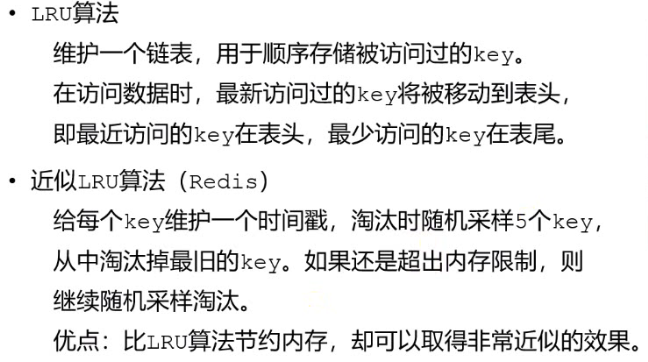 • LRU算法
维护一个链表，用于顺序存储被访问过的key。
在访问数据时，最新访问过的key将被移动到表头，
即最近访问的key在表头，最少访问的key在表尾。
• 近似LRU算法（Redis）
给每个key维护一个时间戳，淘汰时随机采样5个key，
从中淘汰掉最旧的key。如果还是超出内存限制，则
继续随机采样淘汰。
优点：比LRU算法节约内存，却可以取得非常近似的效果。